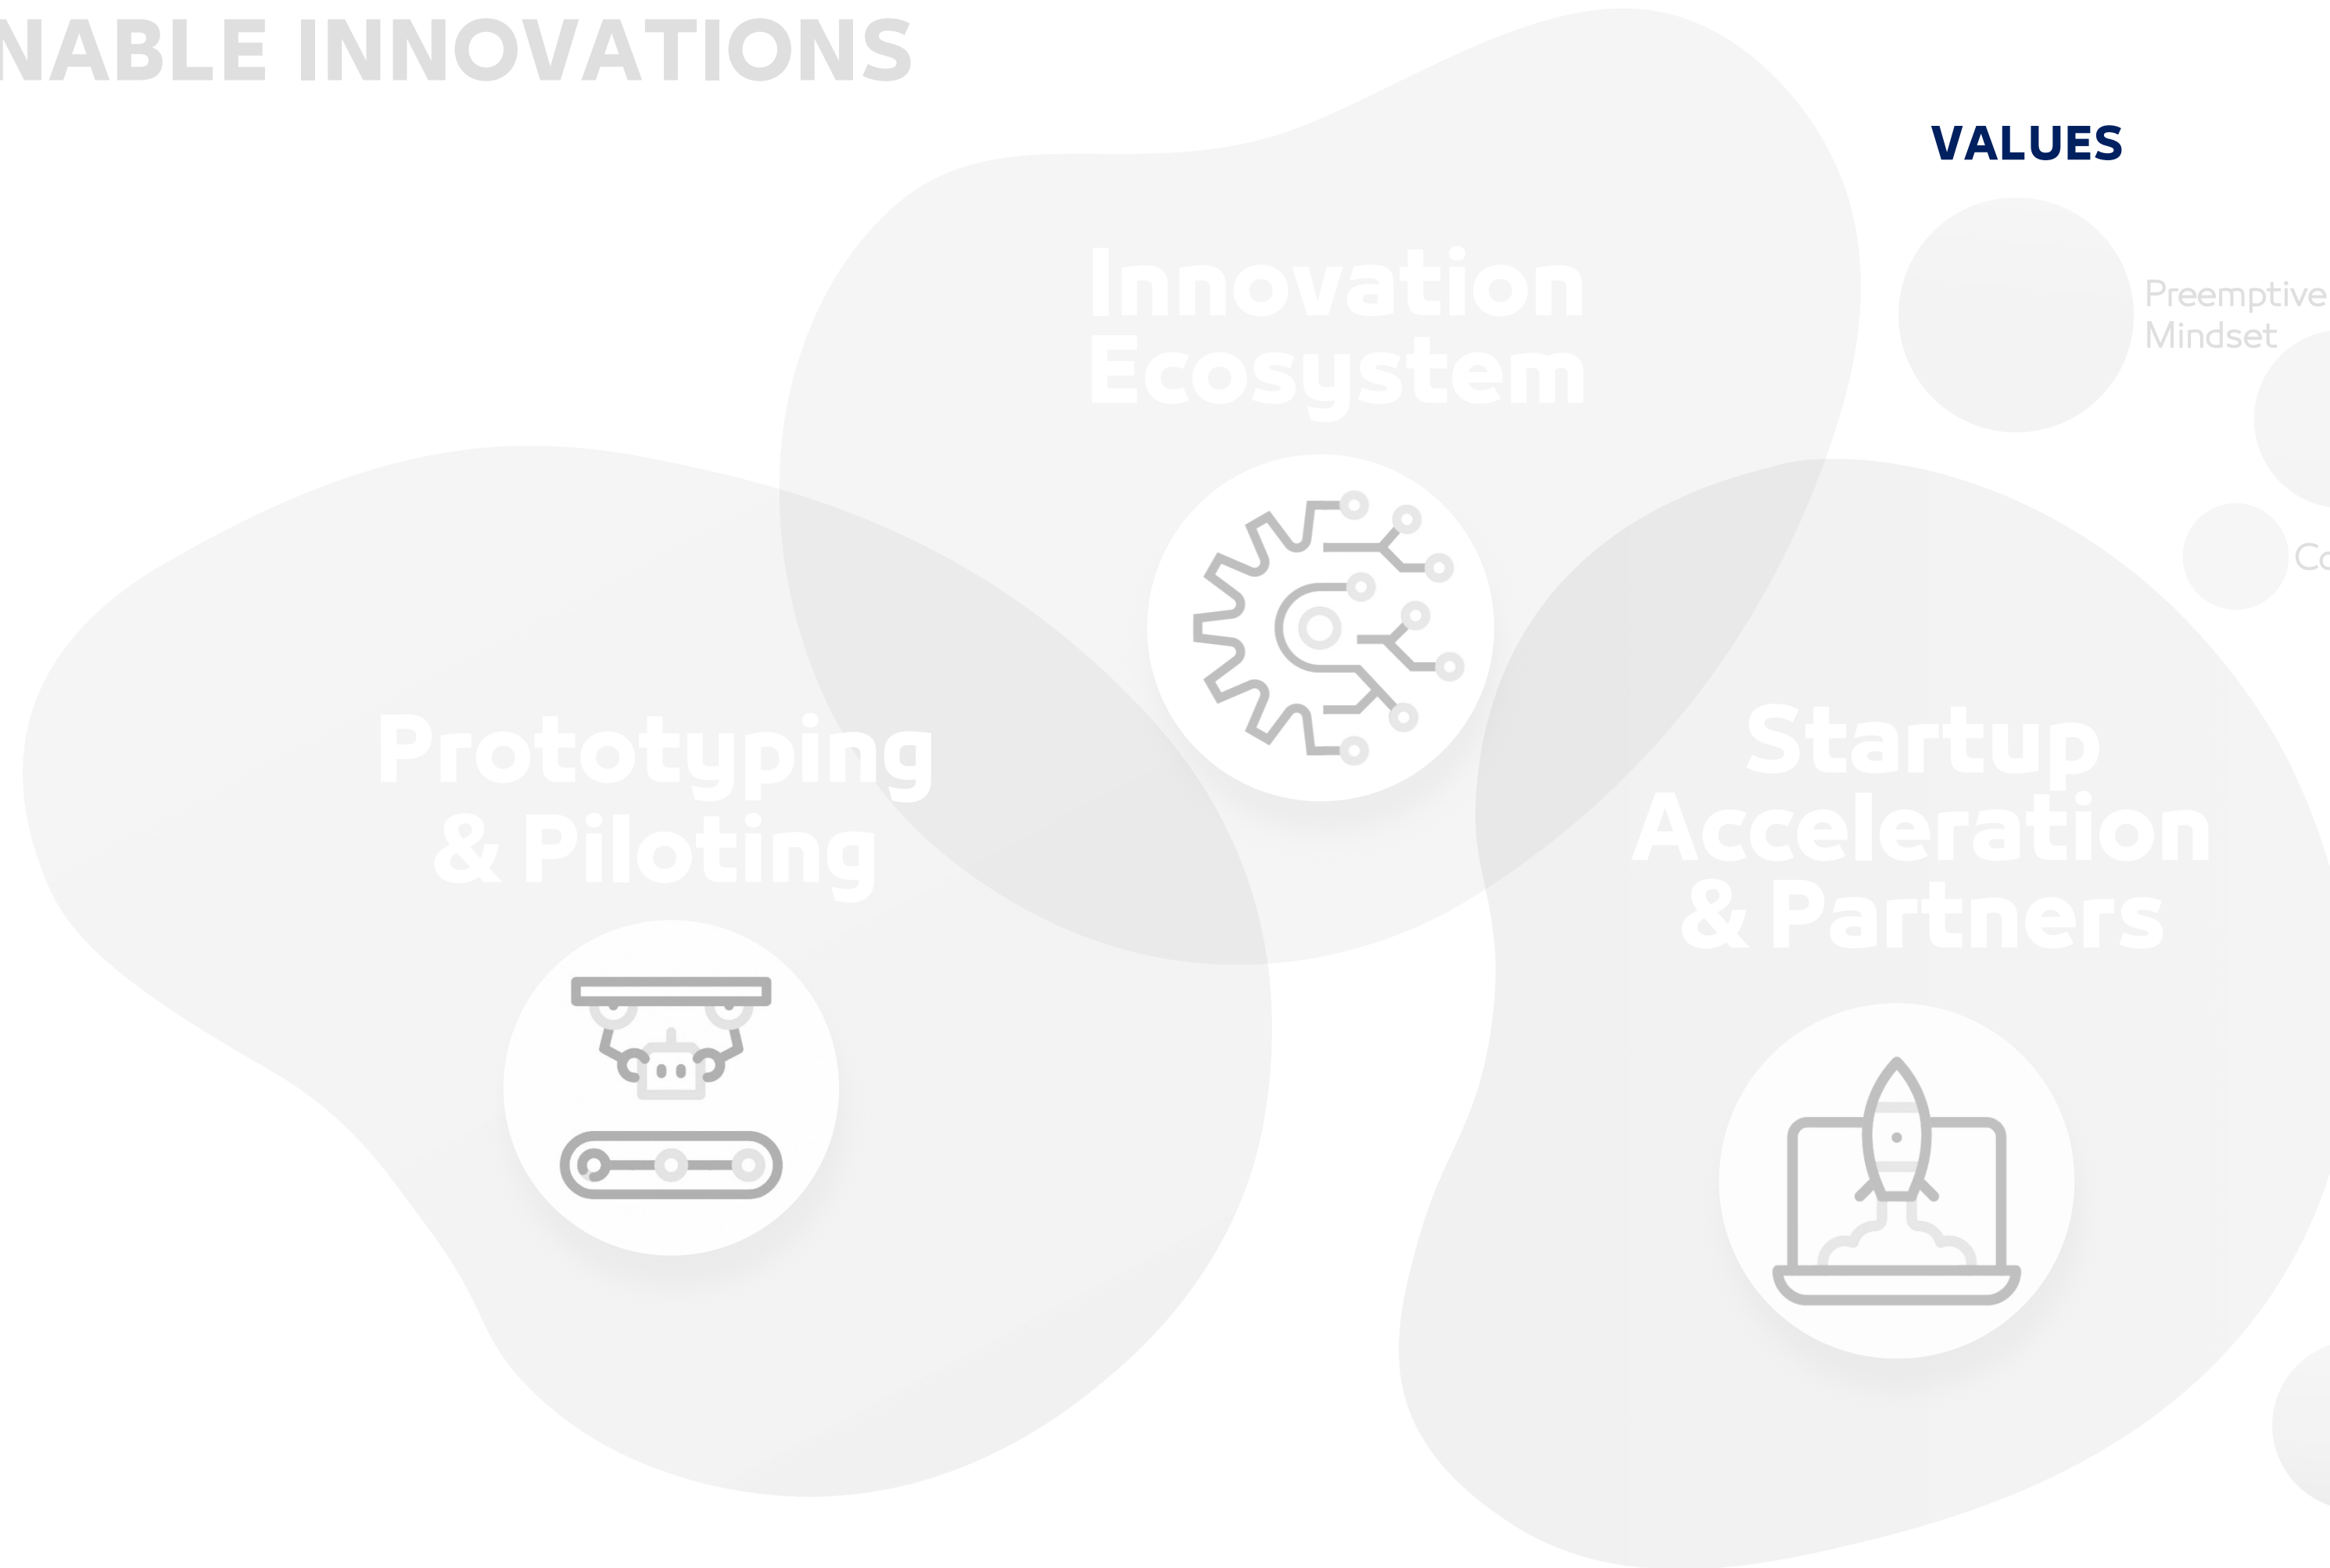 NABLE INNOVATIONS
VALUES
Innovation
Ecosystem
Preemptive
Mindset
Prototyping
& Piloting
Startup
Acceleration
& Partners